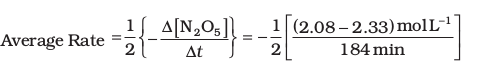 Average Rate = 1/2 { − Δ[N₂O₅] / Δt } = − 1/2 [ (2.08 – 2.33) mol L⁻¹ / 184 min ]